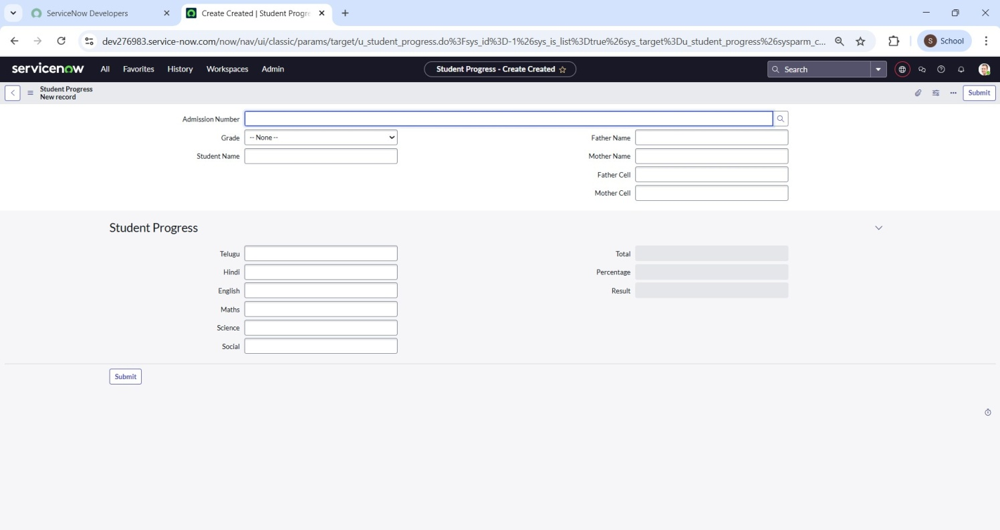 ServiceNow Developers
Create Created | Student Progre
dev276983.service-now.com/now/nav/ui/classic/params/target/u_student_progress.do%3Fsys_id%3D-1%26sys_is_list%3Dtrue%26sys_target%3Du_student_progress%26sysparm_c...
S School
servicenow All Favorites History Workspaces Admin Student Progress - Create Created Search
Student Progress
New record
Submit
Admission Number
Grade -- None -- Father Name
Student Name Mother Name
Father Cell
Mother Cell
Student Progress
Telugu Total
Hindi Percentage
English Result
Maths
Science
Social
Submit